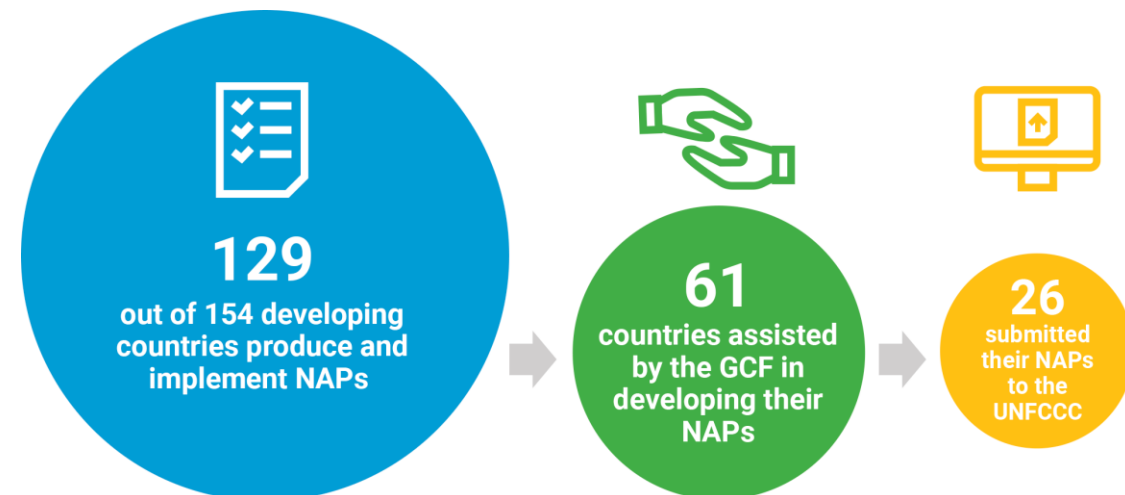 129
out of 154 developing
countries produce and
implement NAPs
61
countries assisted
by the GCF in
developing their
NAPs
26
submitted
their NAPs
to the
UNFCCC